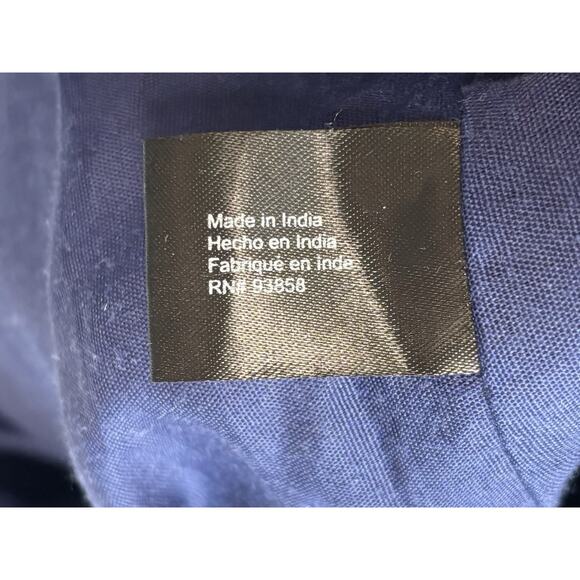 Made in India
Hecho en India
Fabrique en Inde
RN# 93858